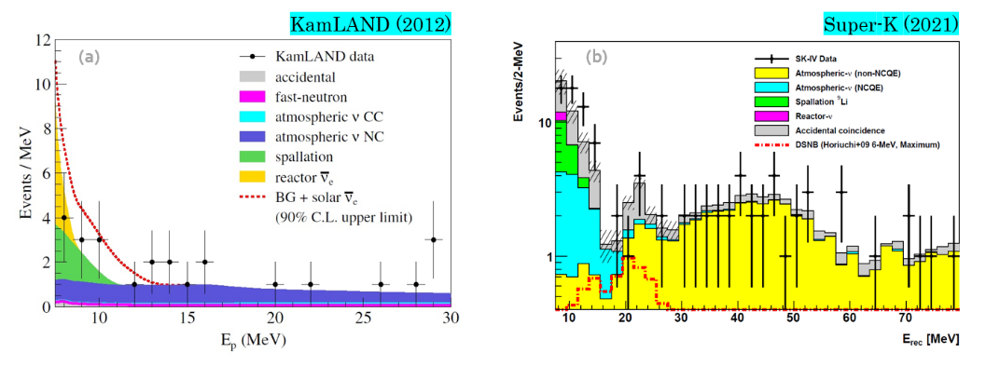 KamLAND (2012)
(a)
KamLAND data
accidental
fast-neutron
atmospheric ν CC
atmospheric ν NC
spallation
reactor ν̅e
BG + solar ν̅e
(90% C.L. upper limit)
Events / MeV
12
10
8
6
4
2
0
10
15
20
25
30
Ep (MeV)
Super-K (2021)
(b)
SK-IV Data
Atmospheric-ν (non-NCQE)
Atmospheric-ν (NCQE)
Spallation 9Li
Reactor-ν
Accidental coincidence
DSNB (Horiuchi+09 6-MeV, Maximum)
Events/2-MeV
10
1
10
20
30
40
50
60
70
Erec [MeV]